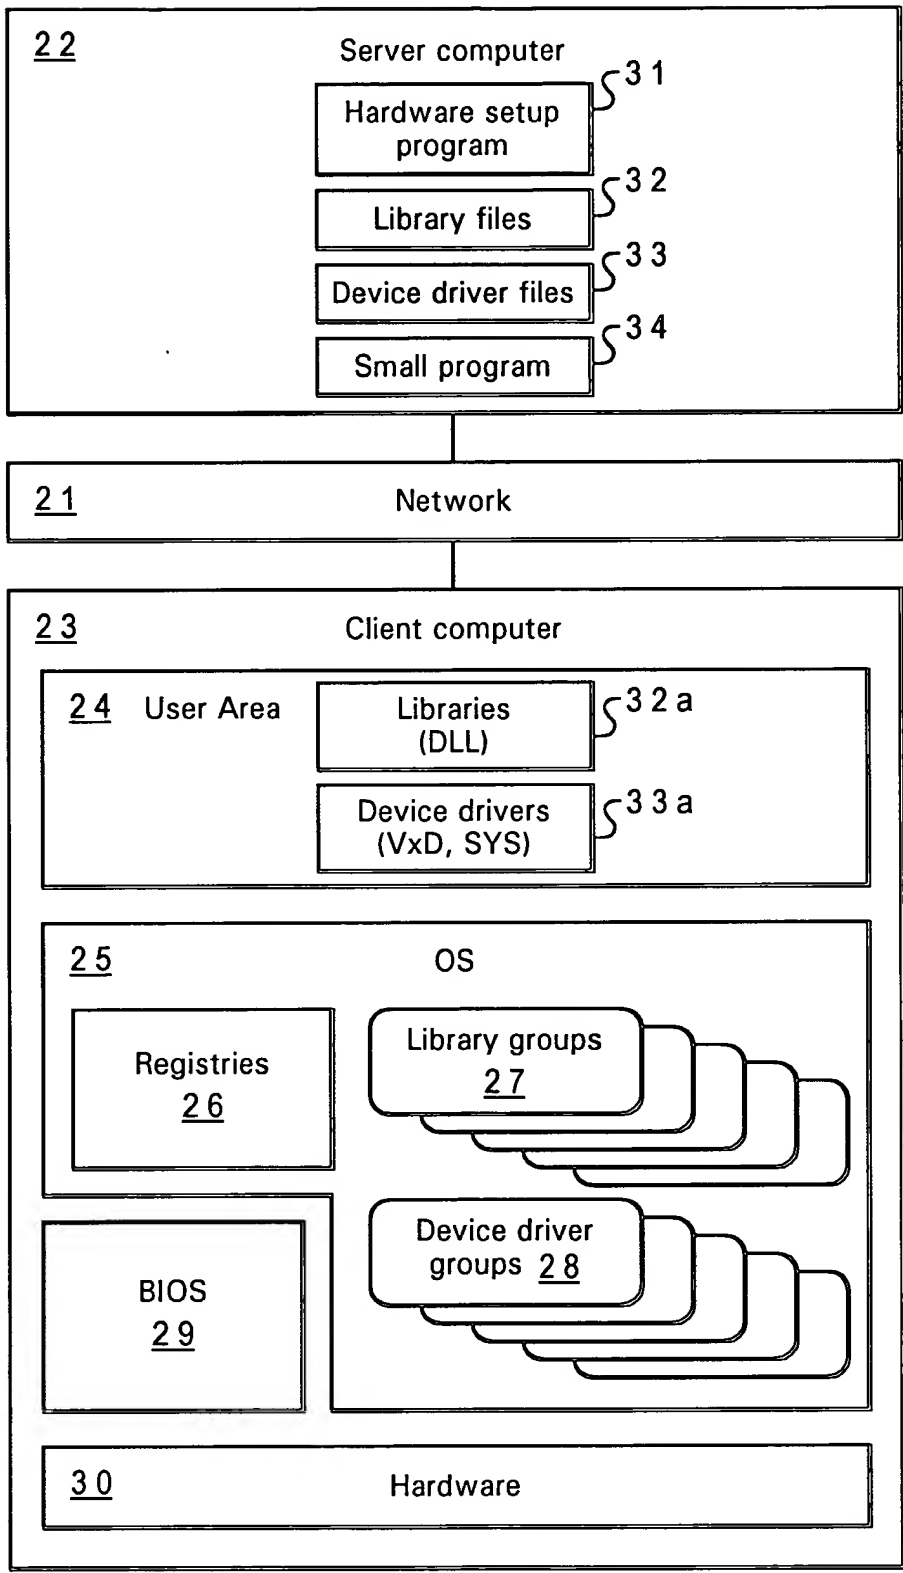 22
Server computer
31
Hardware setup
program
32
Library files
33
Device driver files
34
Small program
21
Network
23
Client computer
24 User Area
Libraries
(DLL)
32a
Device drivers
(VxD, SYS)
33a
25
OS
Registries
26
Library groups
27
Device driver
groups 28
BIOS
29
30
Hardware